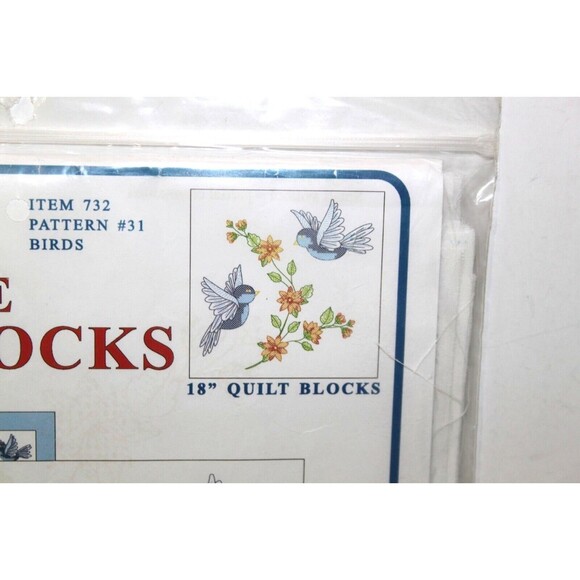 ITEM 732
PATTERN #31
BIRDS
E
OCKS
18” QUILT BLOCKS